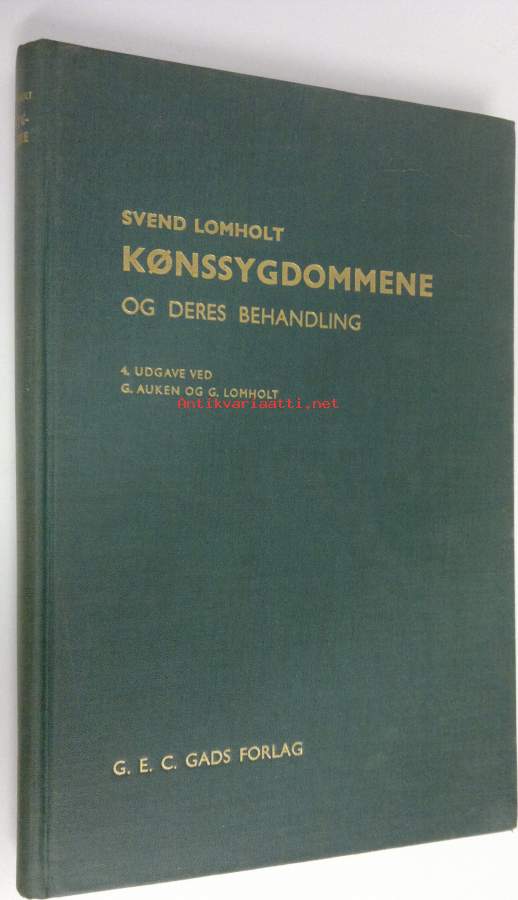 SVEND LOMHOLT
KØNSSYGDOMMENE
OG DERES BEHANDLING
4. UDGAVE VED
G. AUKEN OG G. LOMHOLT
Antikvariaatti.net
G. E. C. GADS FORLAG